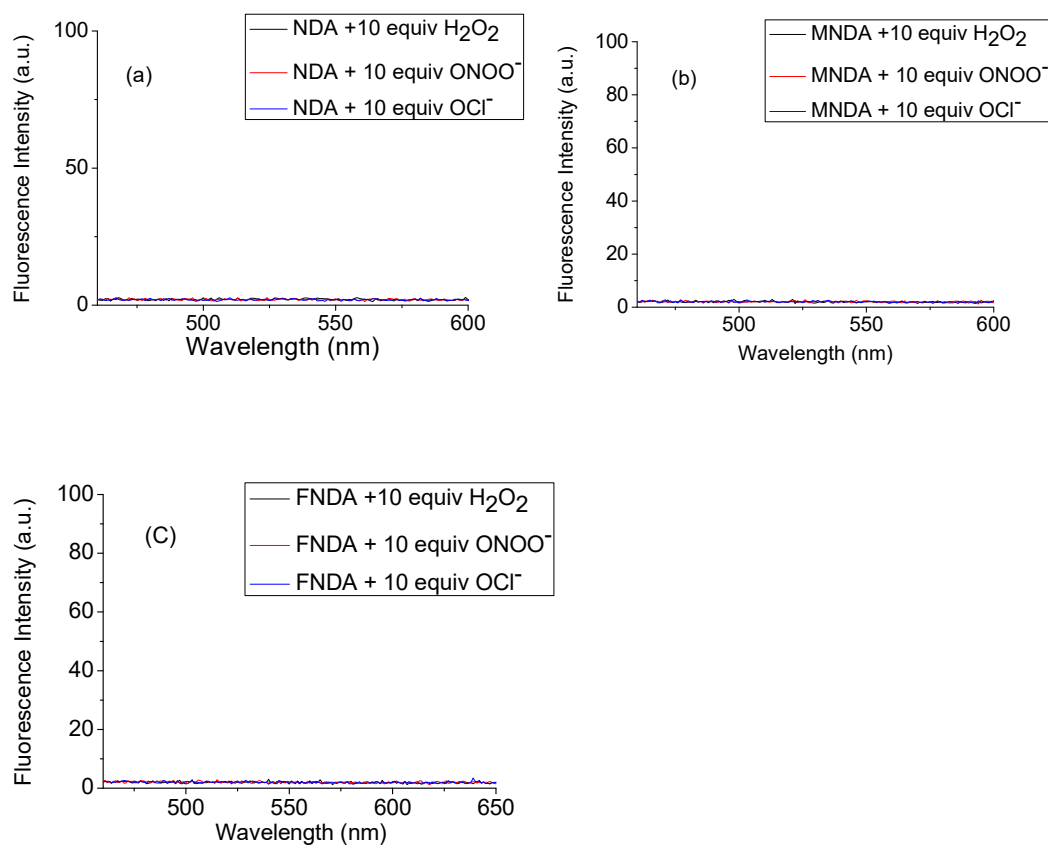 (a)
NDA +10 equiv H₂O₂
NDA + 10 equiv ONOO⁻
NDA + 10 equiv OCl⁻
Fluorescence Intensity (a.u.)
100
50
0
500
550
600
Wavelength (nm)
(b)
MNDA +10 equiv H₂O₂
MNDA + 10 equiv ONOO⁻
MNDA + 10 equiv OCl⁻
Fluorescence Intensity (a.u.)
100
80
60
40
20
0
500
550
600
Wavelength (nm)
(C)
FNDA +10 equiv H₂O₂
FNDA + 10 equiv ONOO⁻
FNDA + 10 equiv OCl⁻
Fluorescence Intensity (a.u.)
100
80
60
40
20
0
500
550
600
650
Wavelength (nm)